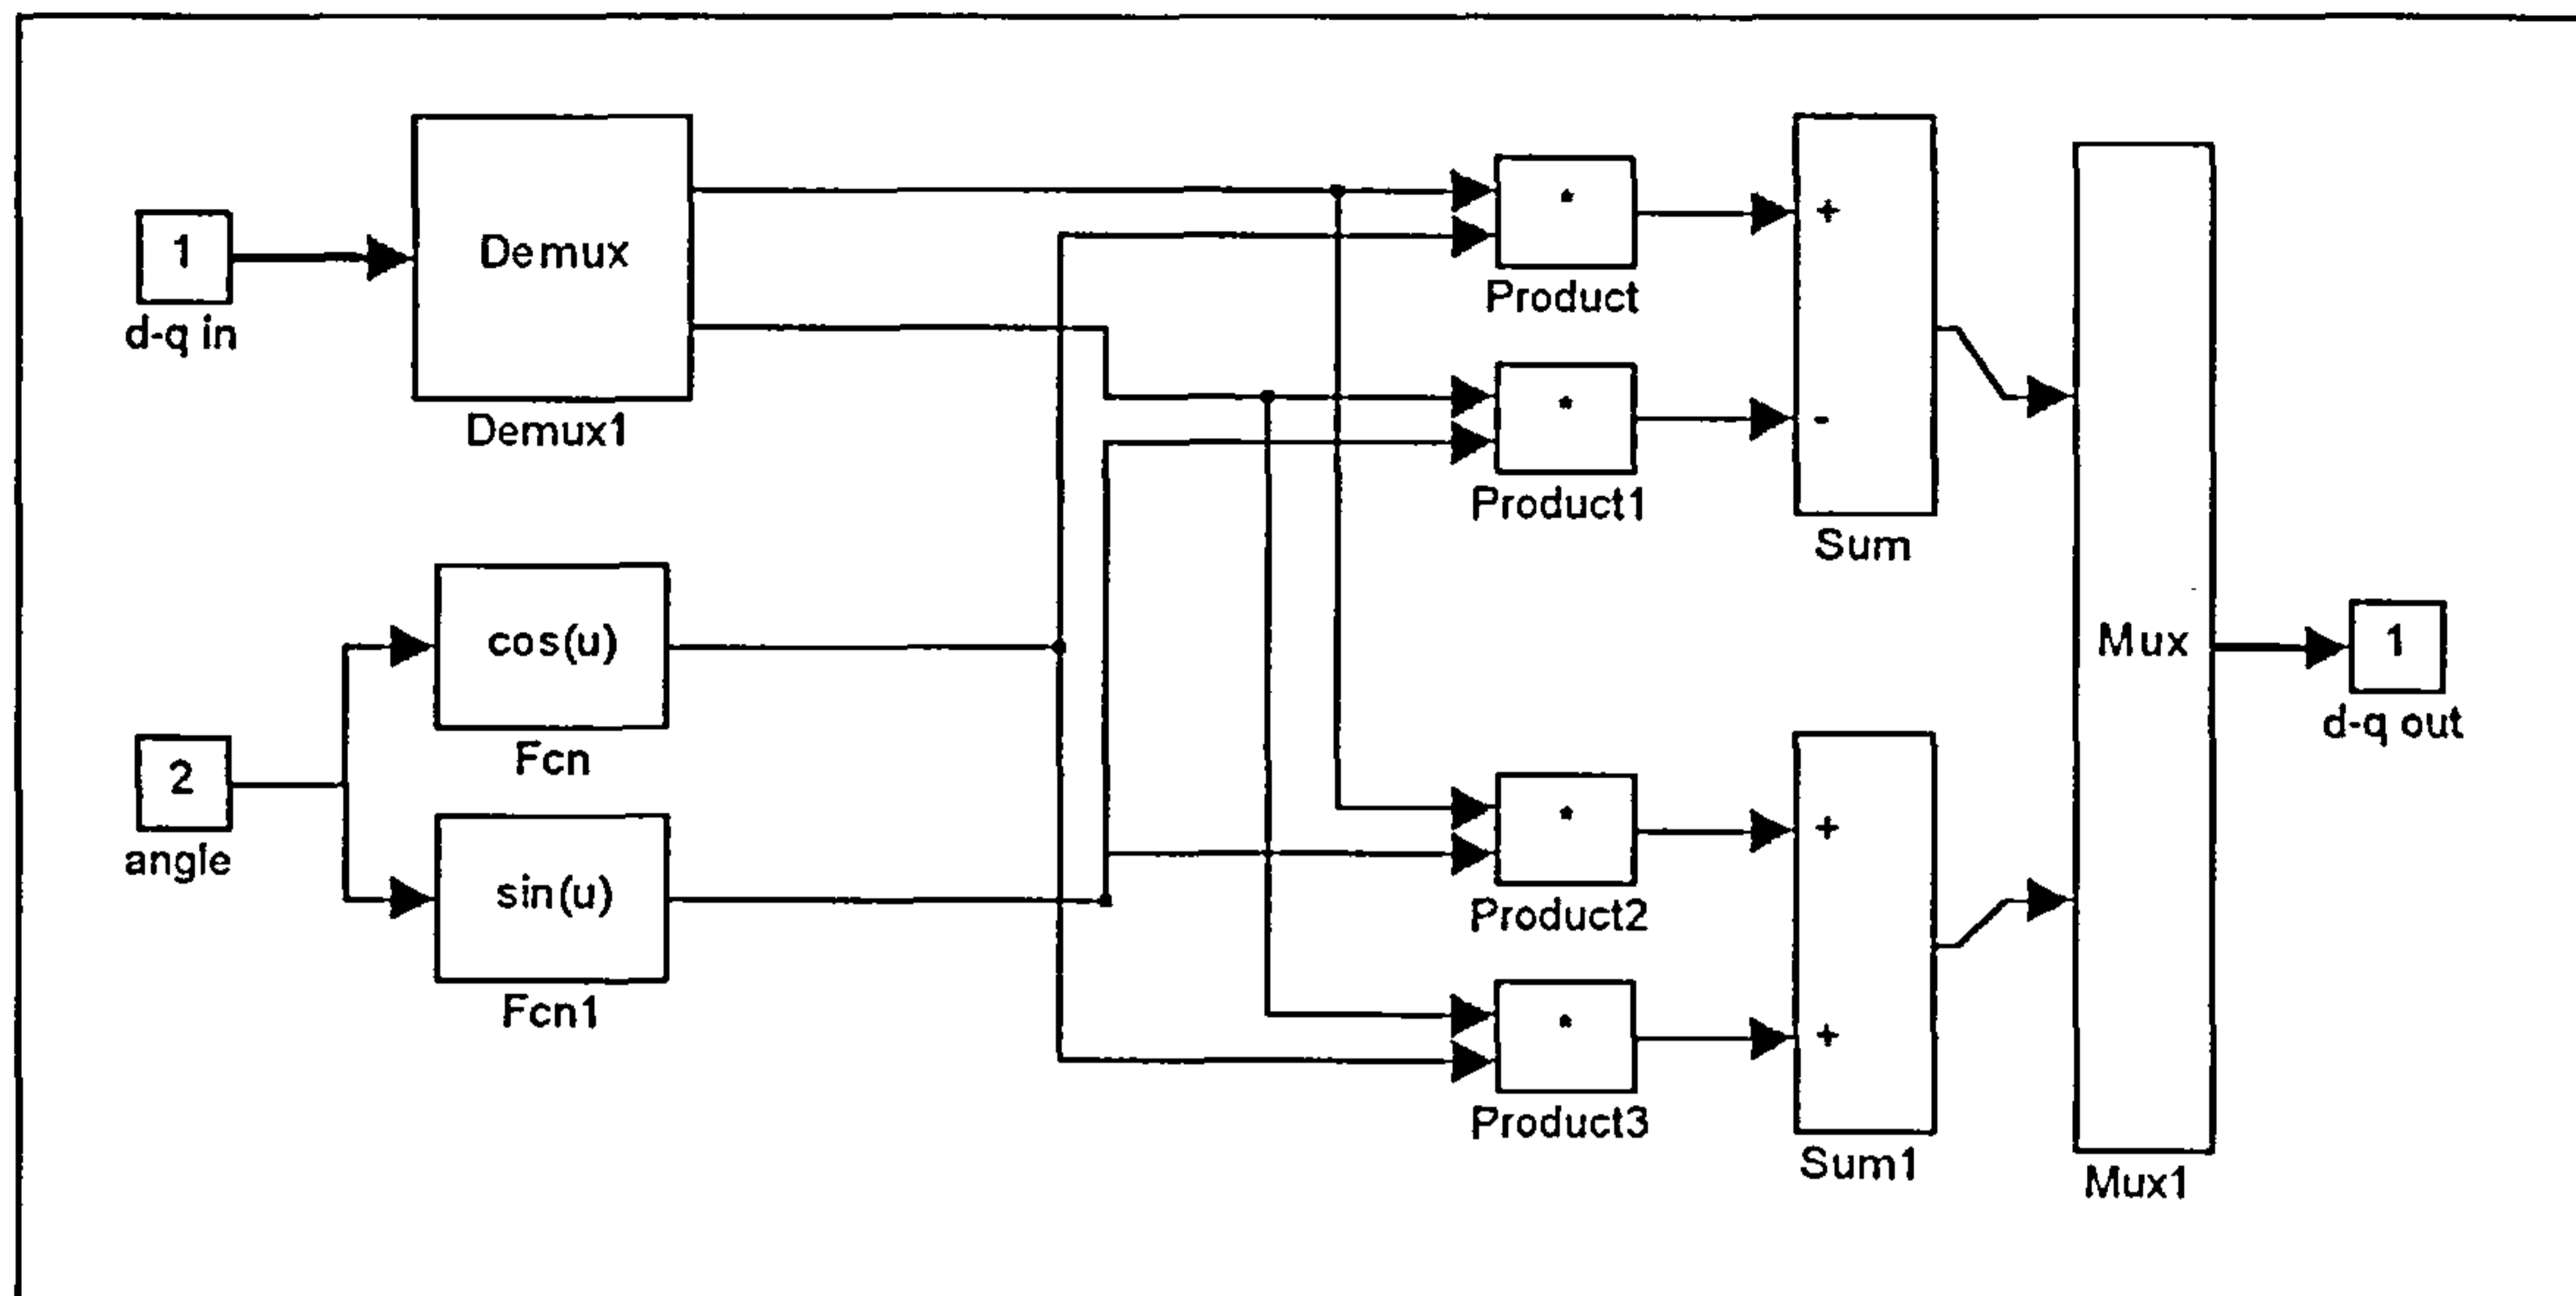 1
d-q in
Demux
Demux1
cos(u)
Fcn
2
angle
sin(u)
Fcn1
*
Product
*
Product1
*
Product2
*
Product3
+
-
Sum
+
+
Sum1
Mux
Mux1
1
d-q out